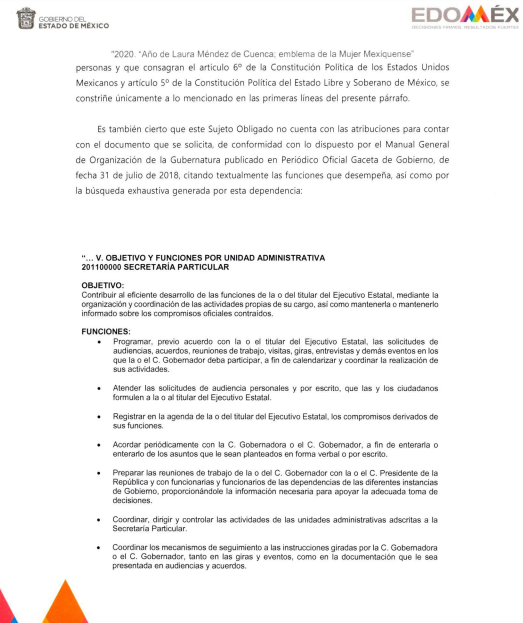 GOBIERNO DEL
ESTADO DE MÉXICO
EDOMÉX
DECISIONES FIRMES, RESULTADOS FUERTES
"2020. "Año de Laura Méndez de Cuenca; emblema de la Mujer Mexiquense"
personas y que consagran el artículo 6º de la Constitución Política de los Estados Unidos
Mexicanos y artículo 5º de la Constitución Política del Estado Libre y Soberano de México, se
constriñe únicamente a lo mencionado en las primeras líneas del presente párrafo.
Es también cierto que este Sujeto Obligado no cuenta con las atribuciones para contar
con el documento que se solicita, de conformidad con lo dispuesto por el Manual General
de Organización de la Gubernatura publicado en Periódico Oficial Gaceta de Gobierno, de
fecha 31 de julio de 2018, citando textualmente las funciones que desempeña, así como por
la búsqueda exhaustiva generada por esta dependencia:
"... V. OBJETIVO Y FUNCIONES POR UNIDAD ADMINISTRATIVA
201100000 SECRETARÍA PARTICULAR
OBJETIVO:
Contribuir al eficiente desarrollo de las funciones de la o del titular del Ejecutivo Estatal, mediante la
organización y coordinación de las actividades propias de su cargo, así como mantenerla o mantenerlo
informado sobre los compromisos oficiales contraídos.
FUNCIONES:
• Programar, previo acuerdo con la o el titular del Ejecutivo Estatal, las solicitudes de
audiencias, acuerdos, reuniones de trabajo, visitas, giras, entrevistas y demás eventos en los
que la o el C. Gobernador deba participar, a fin de calendarizar y coordinar la realización de
sus actividades.
• Atender las solicitudes de audiencia personales y por escrito, que las y los ciudadanos
formulen a la o al titular del Ejecutivo Estatal.
• Registrar en la agenda de la o del titular del Ejecutivo Estatal, los compromisos derivados de
sus funciones.
• Acordar periódicamente con la C. Gobernadora o el C. Gobernador, a fin de enterarla o
enterarlo de los asuntos que le sean planteados en forma verbal o por escrito.
• Preparar las reuniones de trabajo de la o del C. Gobernador con la o el C. Presidente de la
República y con funcionarias y funcionarios de las dependencias de las diferentes instancias
de Gobierno, proporcionándole la información necesaria para apoyar la adecuada toma de
decisiones.
• Coordinar, dirigir y controlar las actividades de las unidades administrativas adscritas a la
Secretaría Particular.
• Coordinar los mecanismos de seguimiento a las instrucciones giradas por la C. Gobernadora
o el C. Gobernador, tanto en las giras y eventos, como en la documentación que le sea
presentada en audiencias y acuerdos.